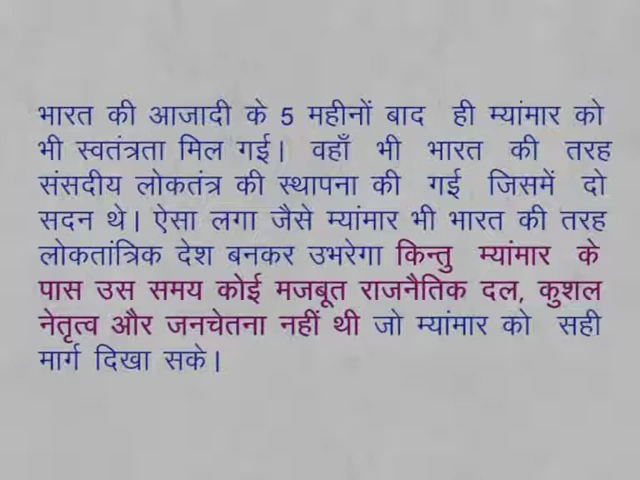 भारत की आजादी के 5 महीनों बाद ही म्यांमार को
भी स्वतंत्रता मिल गई। वहाँ भी भारत की तरह
संसदीय लोकतंत्र की स्थापना की गई जिसमें दो
सदन थे। ऐसा लगा जैसे म्यांमार भी भारत की तरह
लोकतांत्रिक देश बनकर उभरेगा किन्तु म्यांमार के
पास उस समय कोई मजबूत राजनैतिक दल, कुशल
नेतृत्व और जनचेतना नहीं थी जो म्यांमार को सही
मार्ग दिखा सके।